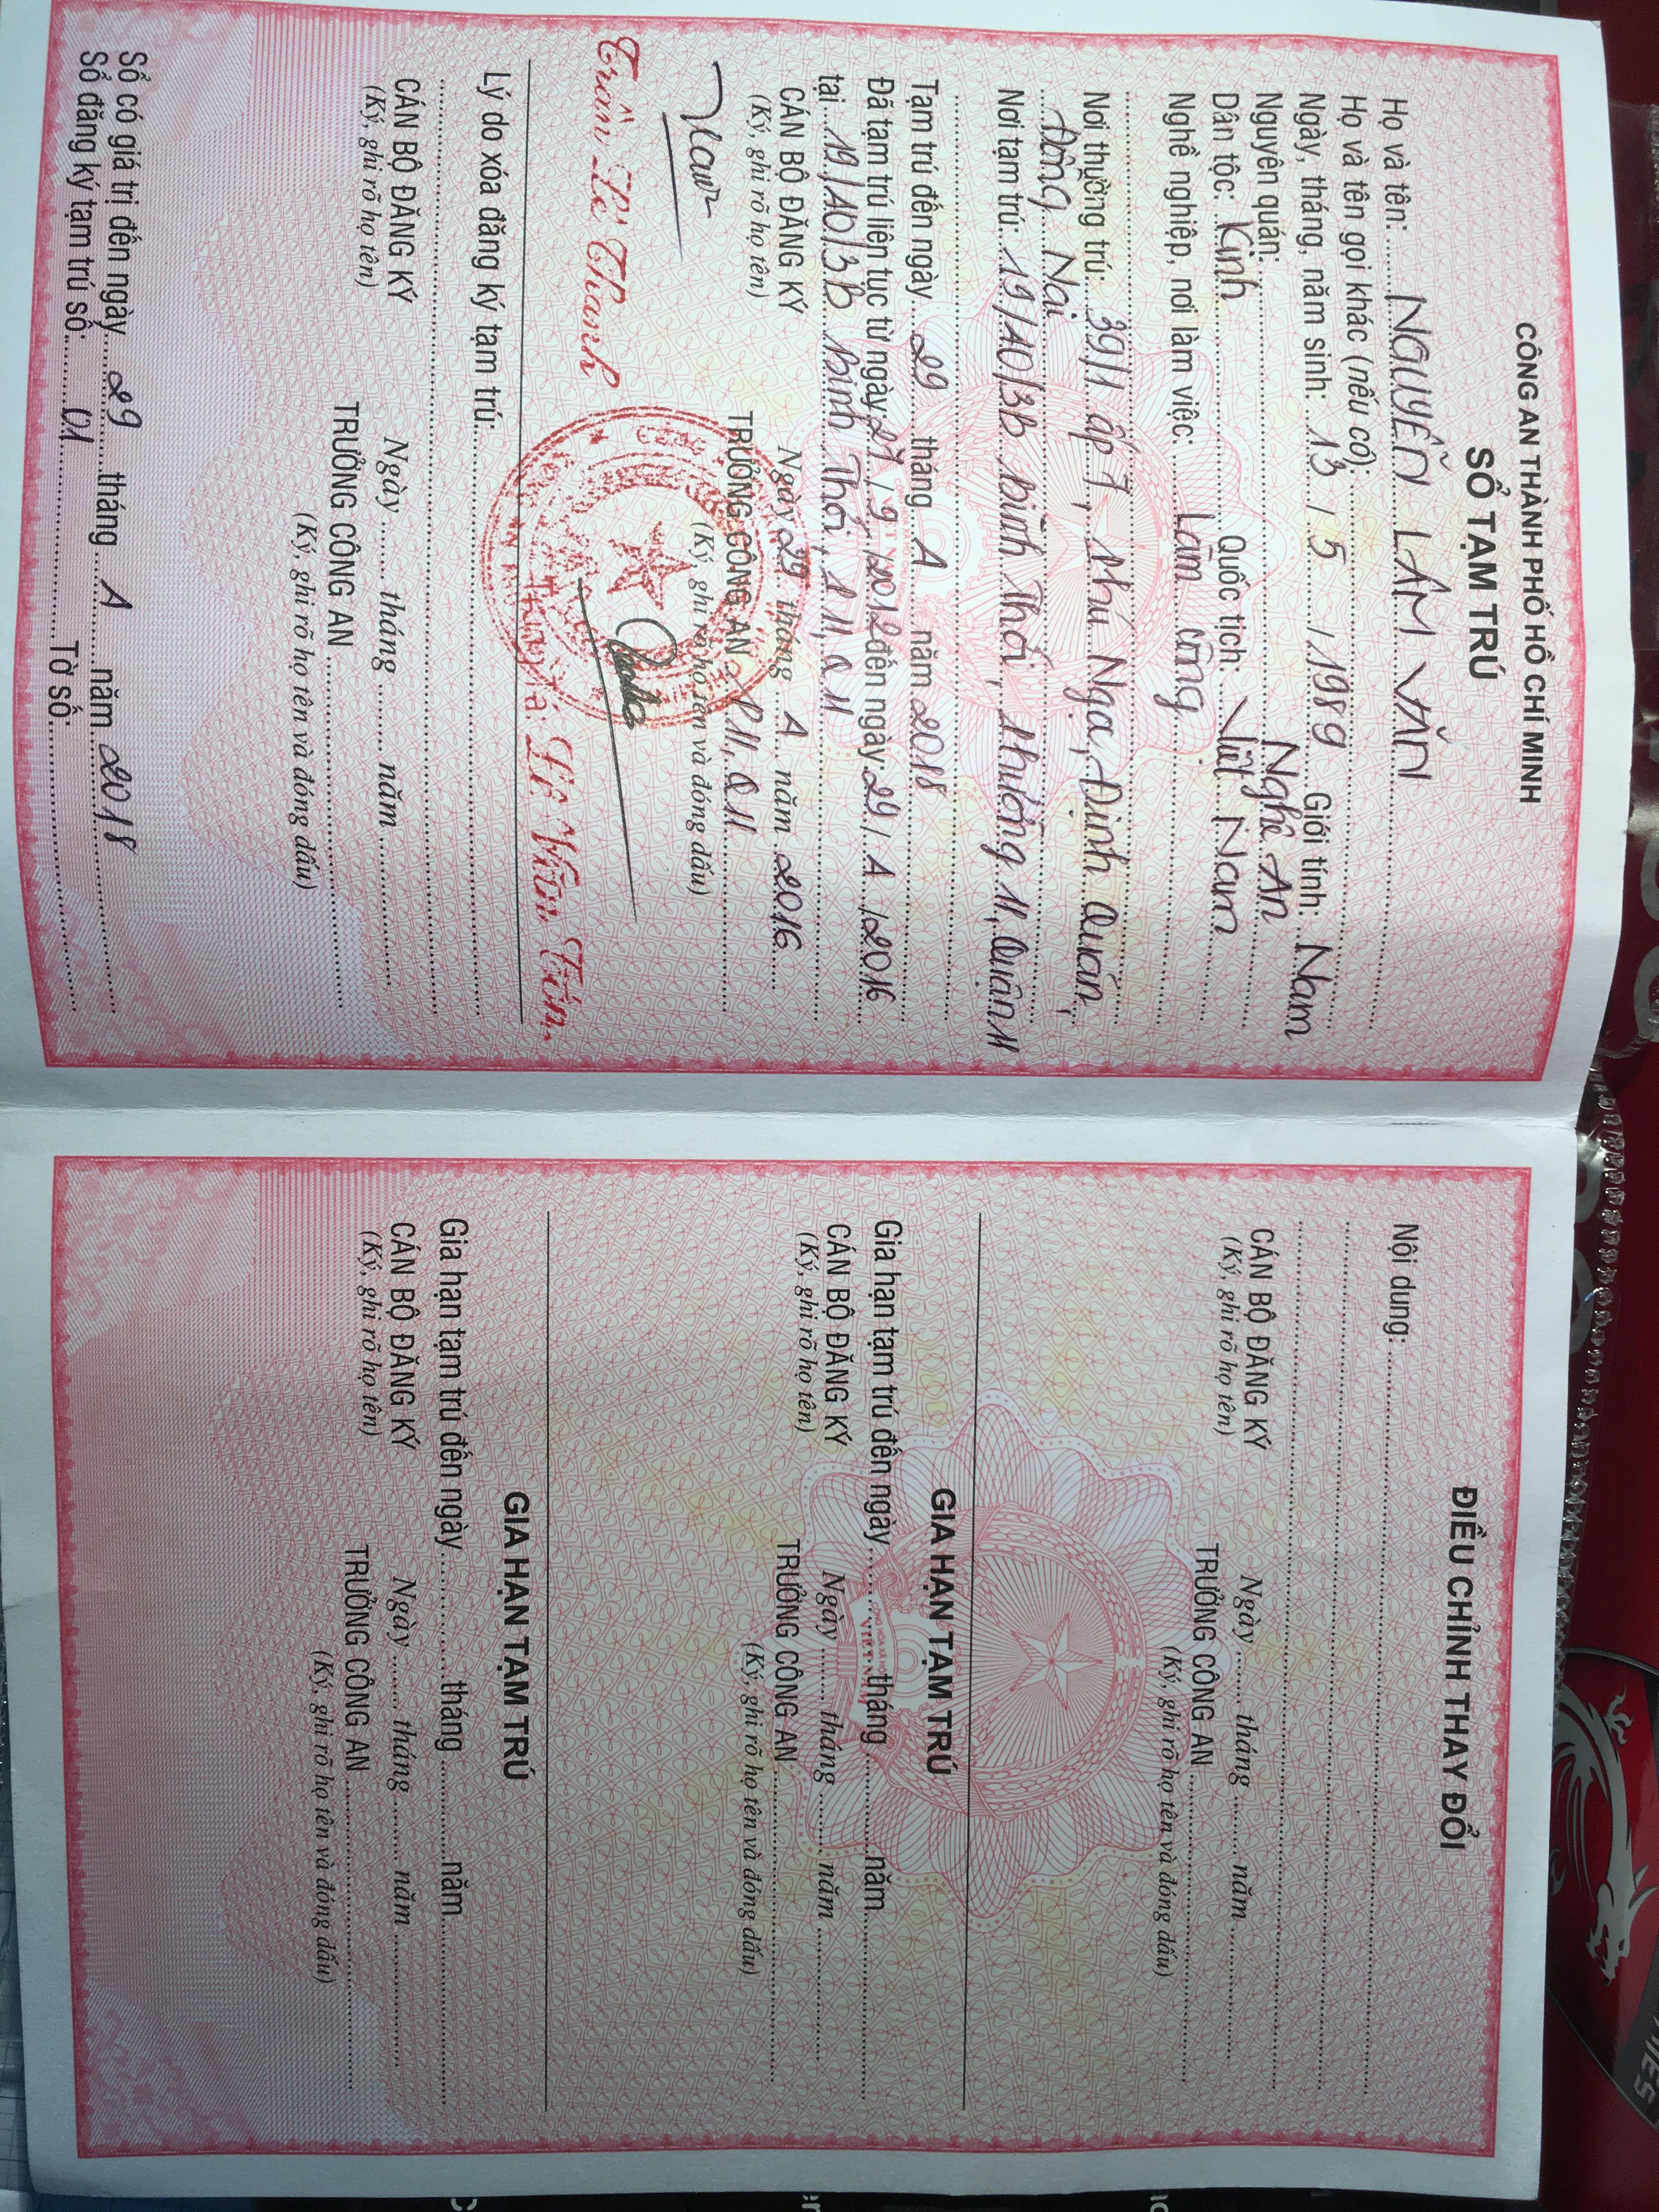 CÔNG AN THÀNH PHỐ HỒ CHÍ MINH
SỔ TẠM TRÚ
Họ và tên: NGUYỄN LÂM VĂN
Họ và tên gọi khác (nếu có)
Ngày, tháng, năm sinh: 13 / 5 / 1989 Giới tính: Nam
Nguyên quán: Nghệ An
Dân tộc: Kinh Quốc tịch: Việt Nam
Nghề nghiệp, nơi làm việc: Làm công
Nơi thường trú: 39/1 ấp 7, Phú Ngọc, Định Quán,
Đồng Nai
Nơi tạm trú: 19/10/3B Bình Thới, Phường 11, Quận 11
Tạm trú đến ngày 29 tháng 1 năm 2018
Đã tạm trú liên tục từ ngày 27 / 9 / 2012 đến ngày 29 / 1 / 2016
tại 19/10/3B Bình Thới, P11, Q11
Ngày 29 tháng 1 năm 2016
CÁN BỘ ĐĂNG KÝ
(Ký, ghi rõ họ tên)
TRƯỞNG CÔNG AN P11, Q11
(Ký, ghi rõ họ tên và đóng dấu)
Trần Lê Thanh
Lê Văn Tốn
Lý do xóa đăng ký tạm trú:
Ngày tháng năm
CÁN BỘ ĐĂNG KÝ
(Ký, ghi rõ họ tên)
TRƯỞNG CÔNG AN
(Ký, ghi rõ họ tên và đóng dấu)
Sổ có giá trị đến ngày 29 tháng 1 năm 2018
Sổ đăng ký tạm trú số: 01 Tờ số:
ĐIỀU CHỈNH THAY ĐỔI
Nội dung:
Ngày tháng năm
CÁN BỘ ĐĂNG KÝ
(Ký, ghi rõ họ tên)
TRƯỞNG CÔNG AN
(Ký, ghi rõ họ tên và đóng dấu)
GIA HẠN TẠM TRÚ
Gia hạn tạm trú đến ngày tháng năm
Ngày tháng năm
CÁN BỘ ĐĂNG KÝ
(Ký, ghi rõ họ tên)
TRƯỞNG CÔNG AN
(Ký, ghi rõ họ tên và đóng dấu)
GIA HẠN TẠM TRÚ
Gia hạn tạm trú đến ngày tháng năm
Ngày tháng năm
CÁN BỘ ĐĂNG KÝ
(Ký, ghi rõ họ tên)
TRƯỞNG CÔNG AN
(Ký, ghi rõ họ tên và đóng dấu)